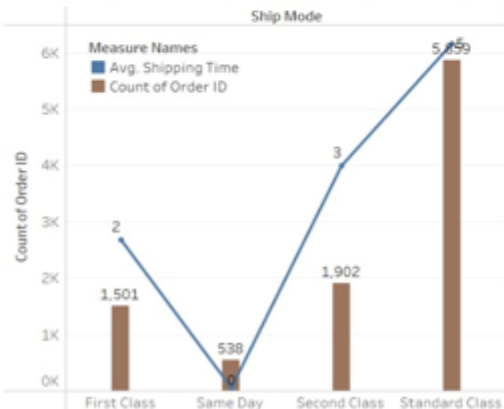 Ship Mode
Measure Names
Avg. Shipping Time
Count of Order ID
Count of Order ID
6K
5K
4K
3K
2K
1K
0K
2
1,501
538
0
3
1,902
5
First Class
Same Day
Second Class
Standard Class